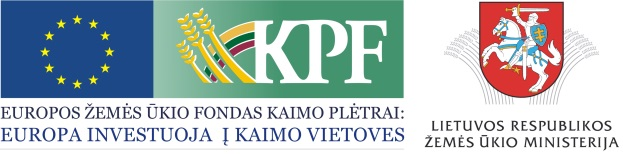 KPF
EUROPOS ŽEMĖS ŪKIO FONDAS KAIMO PLĖTRAI:
EUROPA INVESTUOJA Į KAIMO VIETOVES
LIETUVOS RESPUBLIKOS
ŽEMĖS ŪKIO MINISTERIJA